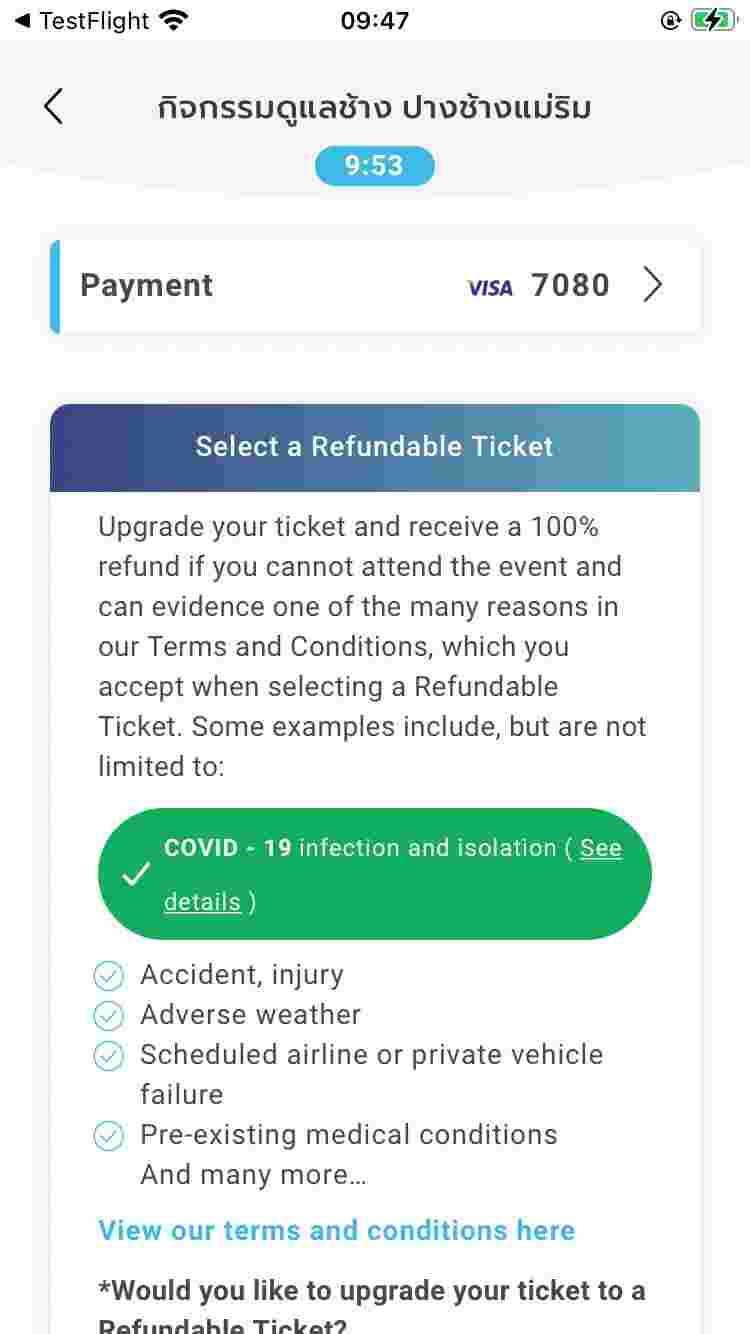 TestFlight 09:47
กิจกรรมดูแลช้าง ปางช้างแม่ริม
9:53
Payment VISA 7080
Select a Refundable Ticket
Upgrade your ticket and receive a 100%
refund if you cannot attend the event and
can evidence one of the many reasons in
our Terms and Conditions, which you
accept when selecting a Refundable
Ticket. Some examples include, but are not
limited to:
COVID - 19 infection and isolation ( See
details )
Accident, injury
Adverse weather
Scheduled airline or private vehicle
failure
Pre-existing medical conditions
And many more...
View our terms and conditions here
*Would you like to upgrade your ticket to a
Refundable Ticket?